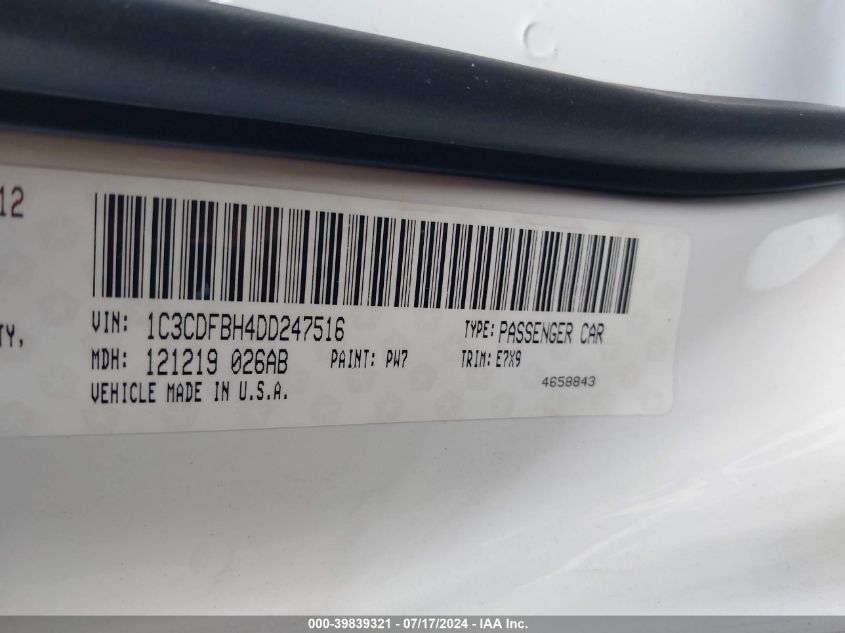 12
TY,
VIN: 1C3CDFBH4DD247516 TYPE: PASSENGER CAR
MDH: 121219 026AB PAINT: PW7 TRIM: E7X9
VEHICLE MADE IN U.S.A. 4658843
000-39839321 - 07/17/2024 - IAA Inc.